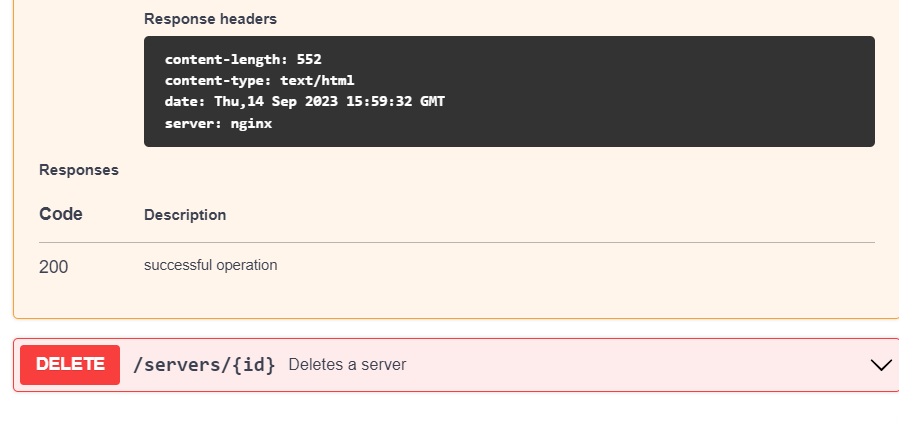 Response headers
content-length: 552
content-type: text/html
date: Thu,14 Sep 2023 15:59:32 GMT
server: nginx
Responses
Code Description
200 successful operation
DELETE /servers/{id} Deletes a server